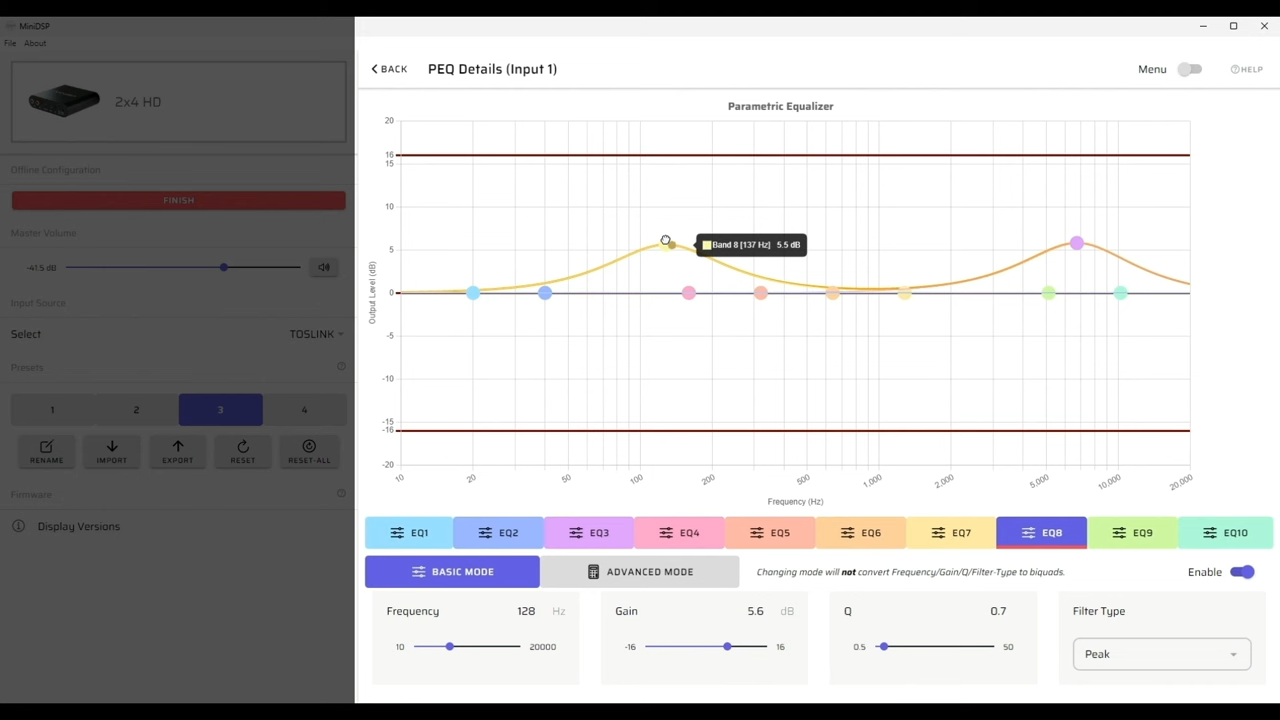 MiniDSP
File About
2x4 HD
Offline Configuration
FINISH
Master Volume
-41.5 dB
Input Source
Select TOSLINK
Presets
1 2 3 4
RENAME IMPORT EXPORT RESET RESET-ALL
Firmware
Display Versions
BACK PEQ Details (Input 1) Menu HELP
Parametric Equalizer
20
16
15
10
5
0
-5
-10
-15
-16
-20
Output Level (dB)
Band 8 [137 Hz] 5.5 dB
10 20 50 100 200 500 1,000 2,000 5,000 10,000 20,000
Frequency (Hz)
EQ1 EQ2 EQ3 EQ4 EQ5 EQ6 EQ7 EQ8 EQ9 EQ10
BASIC MODE ADVANCED MODE Changing mode will not convert Frequency/Gain/Q/Filter-Type to biquads. Enable
Frequency 128 Hz Gain 5.6 dB Q 0.7 Filter Type
10 20000 -16 16 0.5 50 Peak